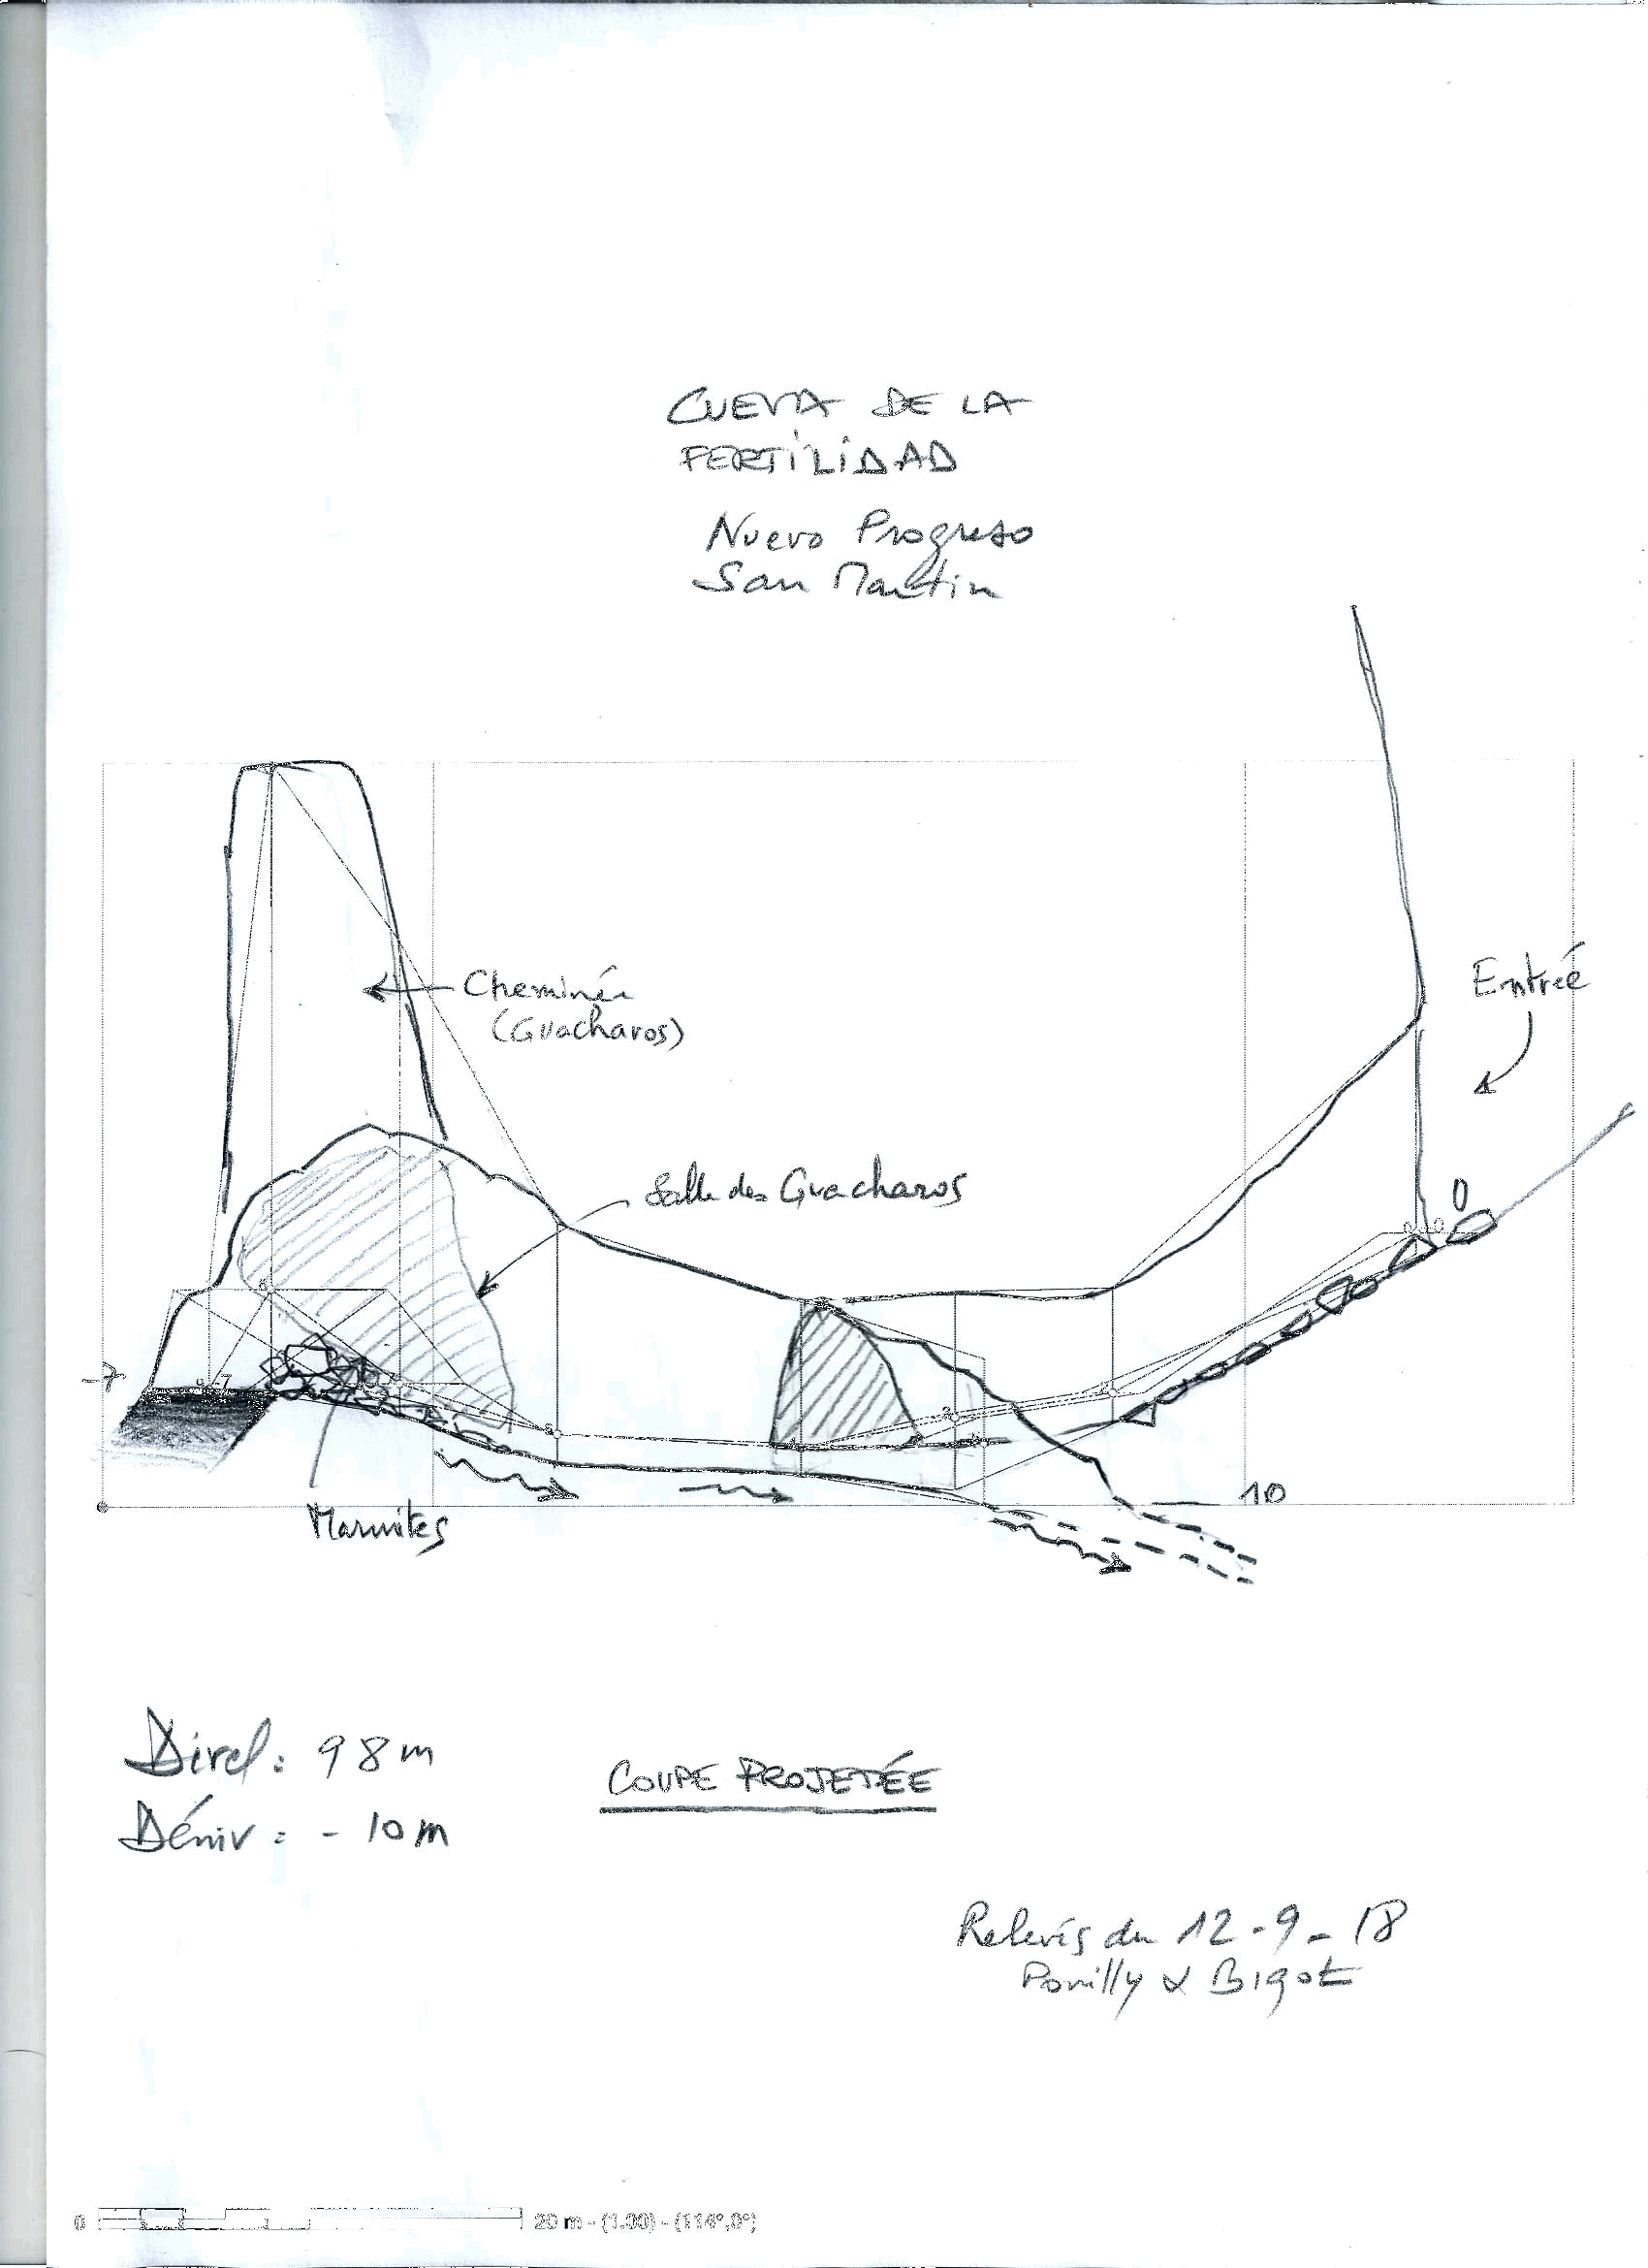 CUEVA DE LA
FERTILIDAD
Nuevo Progreso
San Martin
Entrée
Cheminée
(Guacharos)
Salle des Guacharos
0
-7
10
Marmites
Divel: 98m
Déniv: -10m
COUPE PROJETÉE
Relevés du 12-9-18
Pouilly & Bigot
0 20 m - (1.00) - (114°,0°)